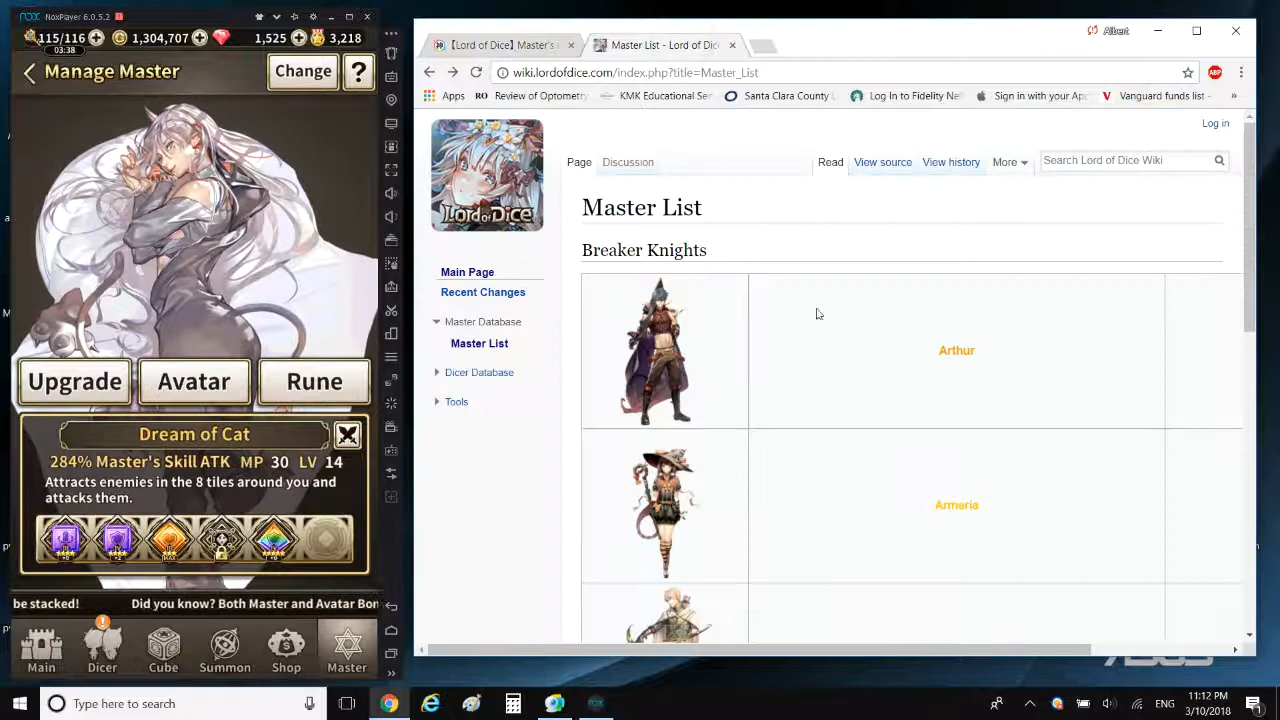 NoxPlayer 6.0.5.2
115/116
03:38
1,304,707
1,525
3,218
Manage Master
Change
?
Upgrade
Avatar
Rune
Dream of Cat
284% Master's Skill ATK MP 30 LV 14
Attracts enemies in the 8 tiles around you and
attacks them.
MAX
be stacked! Did you know? Both Master and Avatar Bon
Main
Dicer
Cube
Summon
Shop
Master
Albert
【Lord of Dice】Master's
Master List - Lord of Dic
wiki.lordofdice.com/index.php?title=Master_List
ABP
Apps
RO Review of Optometry
KMK Educational Se
Santa Clara County
Log In to Fidelity Ne
Sign in with your Ap
Vanguard funds list -
Log in
Page
Discussion
Read
View source
View history
More
Search Lord of Dice Wiki
Lord of Dice
Main Page
Recent Changes
Master Database
Master List
Dicer Database
Tools
Master List
Breaker Knights
Arthur
Armeria
Type here to search
ENG
11:12 PM
3/10/2018